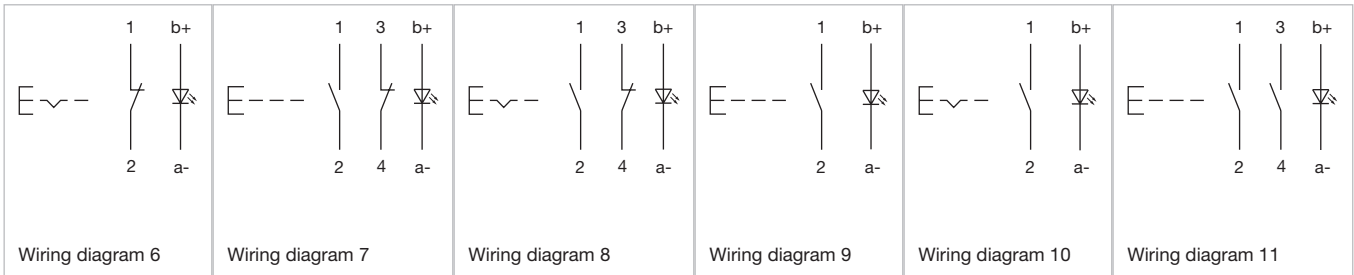 1 b+ 1 3 b+ 1 3 b+ 1 b+ 1 b+ 1 3 b+
2 a- 2 4 a- 2 4 a- 2 a- 2 a- 2 4 a-
Wiring diagram 6 Wiring diagram 7 Wiring diagram 8 Wiring diagram 9 Wiring diagram 10 Wiring diagram 11